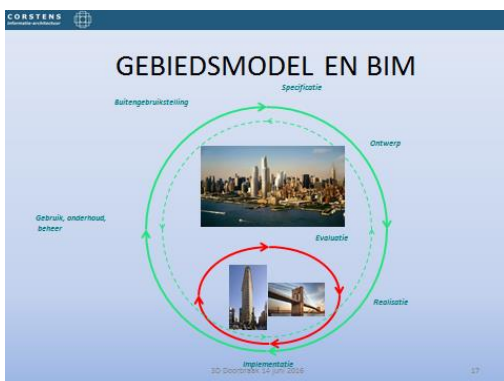 CORSTENS
informatie-architectuur
GEBIEDSMODEL EN BIM
Specificatie
Buitengebruikstelling
Ontwerp
Gebruik, onderhoud,
beheer
Evaluatie
Realisatie
Implementatie
3D Doorbraak 14 juni 2016
17